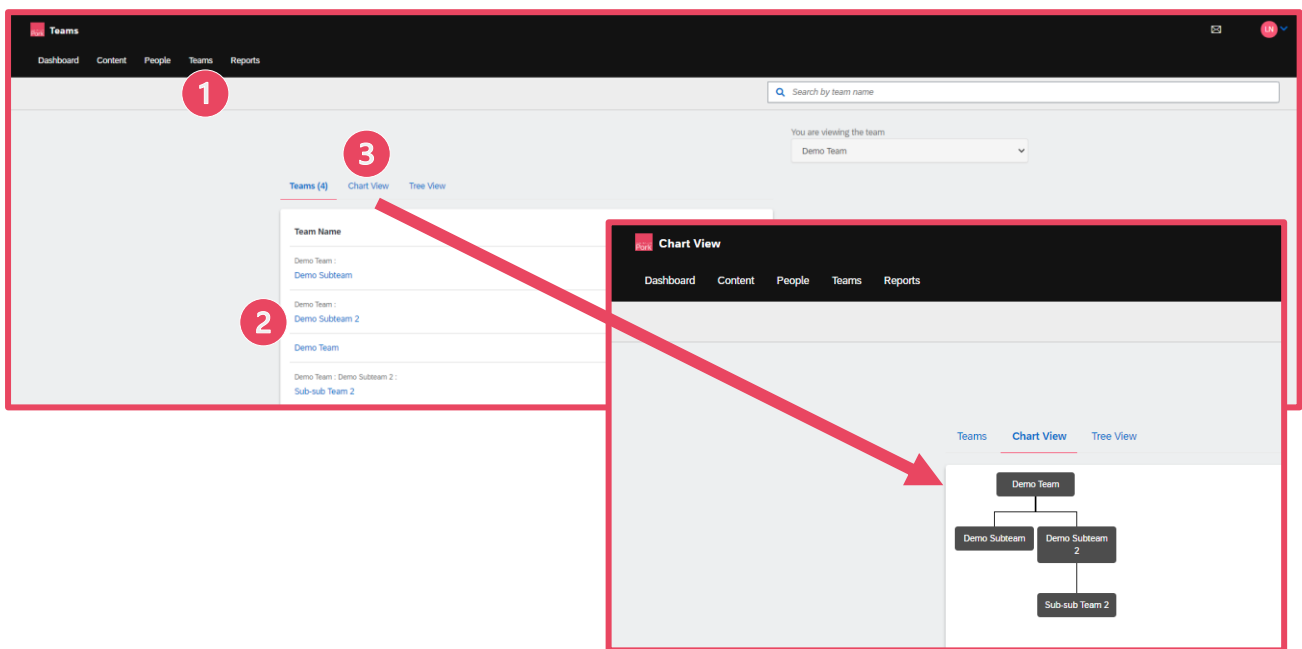 Park
Teams
LN
Dashboard Content People Teams Reports
1
Search by team name
You are viewing the team
Demo Team
3
Teams (4) Chart View Tree View
Team Name
Demo Team :
Demo Subteam
2
Demo Team :
Demo Subteam 2
Demo Team
Demo Team : Demo Subteam 2 :
Sub-sub Team 2
Park
Chart View
Dashboard Content People Teams Reports
Teams Chart View Tree View
Demo Team
Demo Subteam
Demo Subteam
2
Sub-sub Team 2